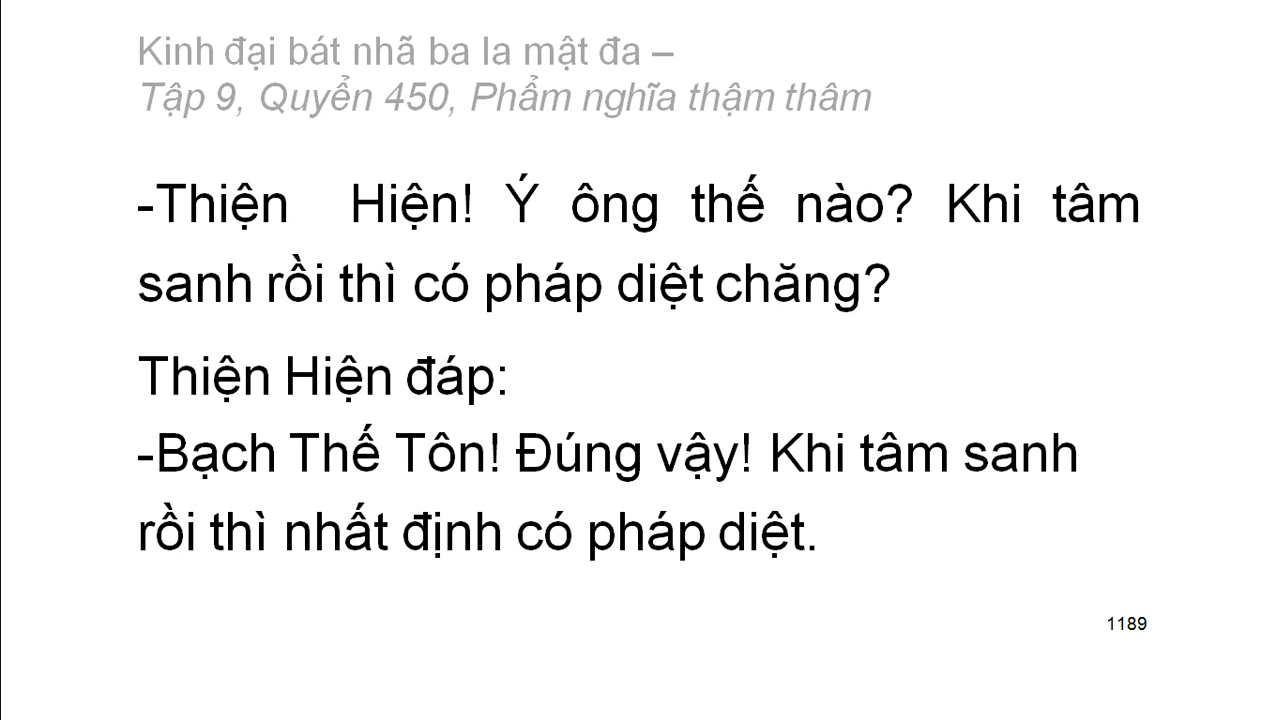 Kinh đại bát nhã ba la mật đa –
Tập 9, Quyển 450, Phẩm nghĩa thậm thâm
-Thiện Hiện! Ý ông thế nào? Khi tâm
sanh rồi thì có pháp diệt chăng?
Thiện Hiện đáp:
-Bạch Thế Tôn! Đúng vậy! Khi tâm sanh
rồi thì nhất định có pháp diệt.
1189